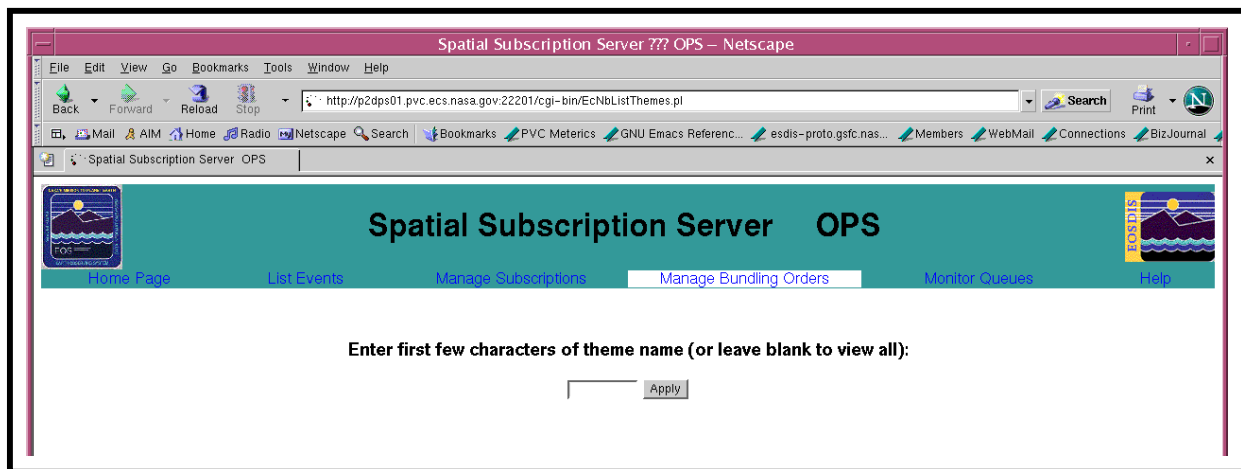 Spatial Subscription Server ??? OPS – Netscape
File Edit View Go Bookmarks Tools Window Help
Back Forward Reload Stop http://p2dps01.pvc.ecs.nasa.gov:22201/cgi-bin/EcNbListThemes.pl Search Print N
Mail AIM Home Radio Netscape Search Bookmarks PVC Meterics GNU Emacs Referenc... esdis-proto.gsfc.nas... Members WebMail Connections BizJournal
Spatial Subscription Server OPS
EOS
Spatial Subscription Server OPS
EOSDIS
Home Page List Events Manage Subscriptions Manage Bundling Orders Monitor Queues Help
Enter first few characters of theme name (or leave blank to view all):
Apply